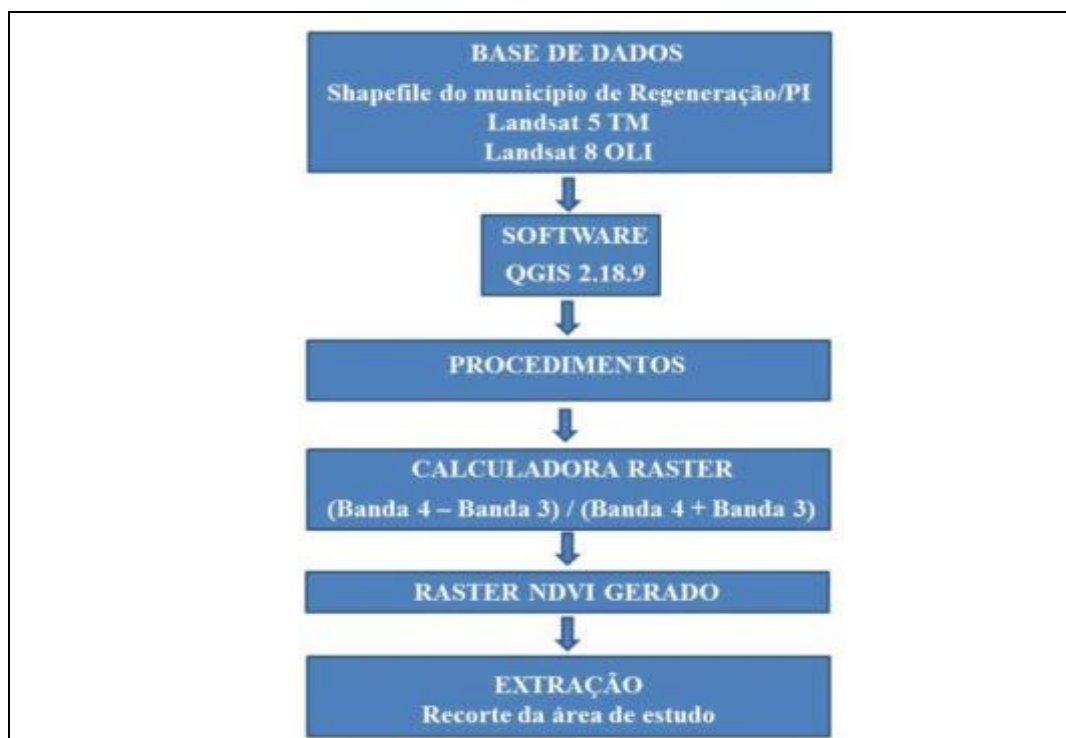 BASE DE DADOS
Shapefile do município de Regeneração/PI
Landsat 5 TM
Landsat 8 OLI
SOFTWARE
QGIS 2.18.9
PROCEDIMENTOS
CALCULADORA RASTER
(Banda 4 – Banda 3) / (Banda 4 + Banda 3)
RASTER NDVI GERADO
EXTRAÇÃO
Recorte da área de estudo